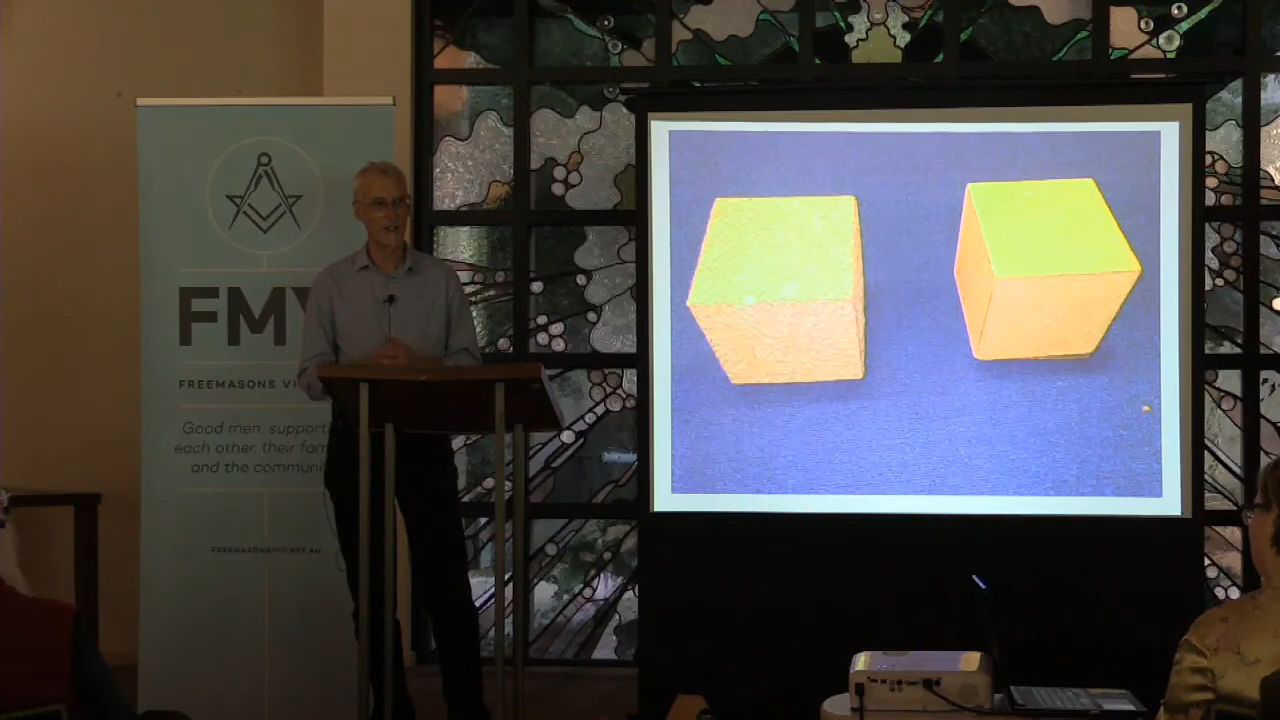 FMV
FREEMASONS VI
Good men, support
each other, their fam
and the communi
FREEMASONSVIC.NET.AU